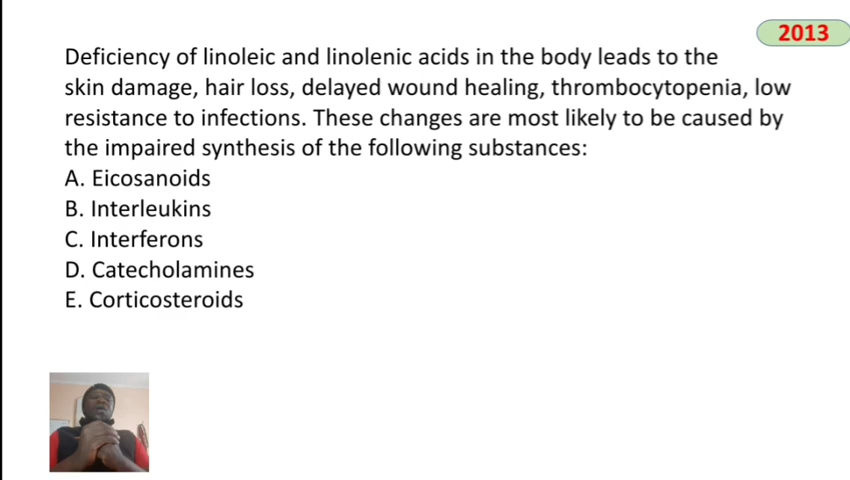 2013
Deficiency of linoleic and linolenic acids in the body leads to the
skin damage, hair loss, delayed wound healing, thrombocytopenia, low
resistance to infections. These changes are most likely to be caused by
the impaired synthesis of the following substances:
A. Eicosanoids
B. Interleukins
C. Interferons
D. Catecholamines
E. Corticosteroids